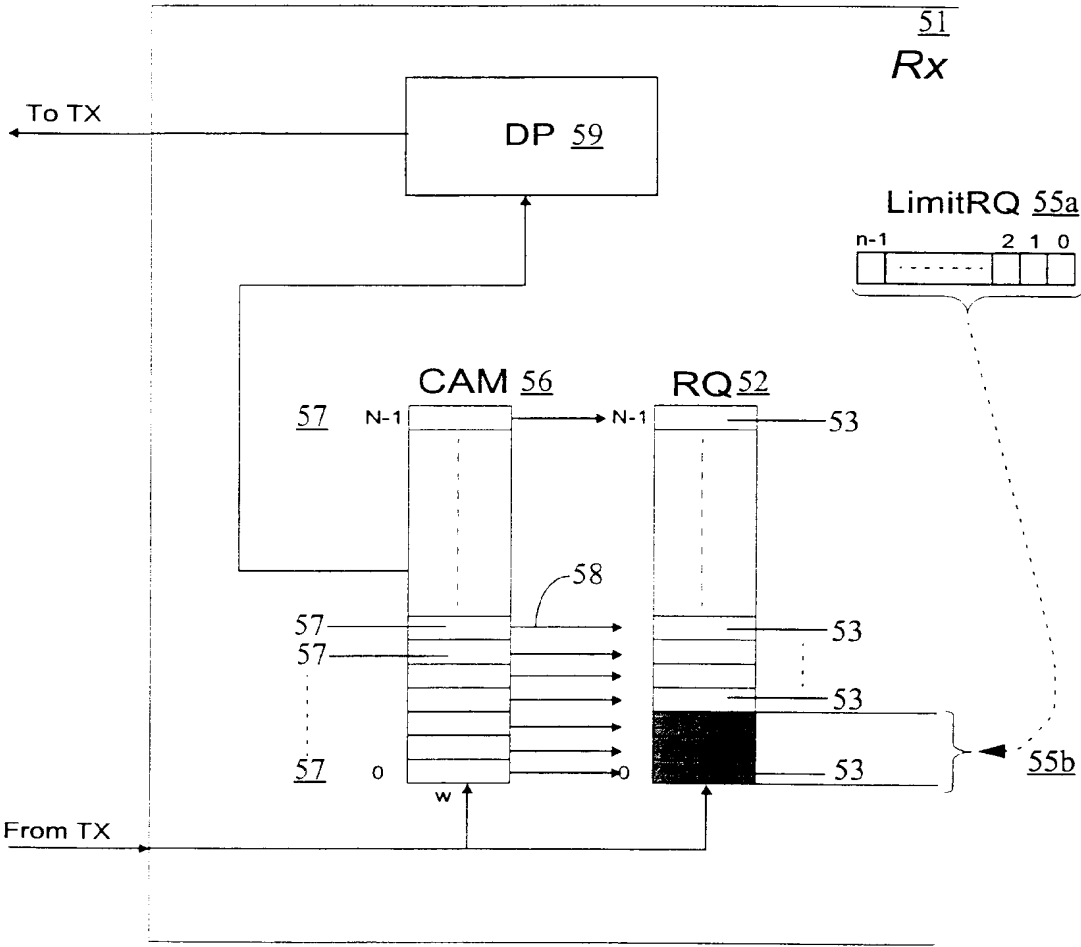 51
Rx
To TX
DP 59
LimitRQ 55a
n-1 2 1 0
CAM 56
RQ 52
57 N-1 N-1 53
58
57 53
57
53
57 0 0 53 55b
w
From TX